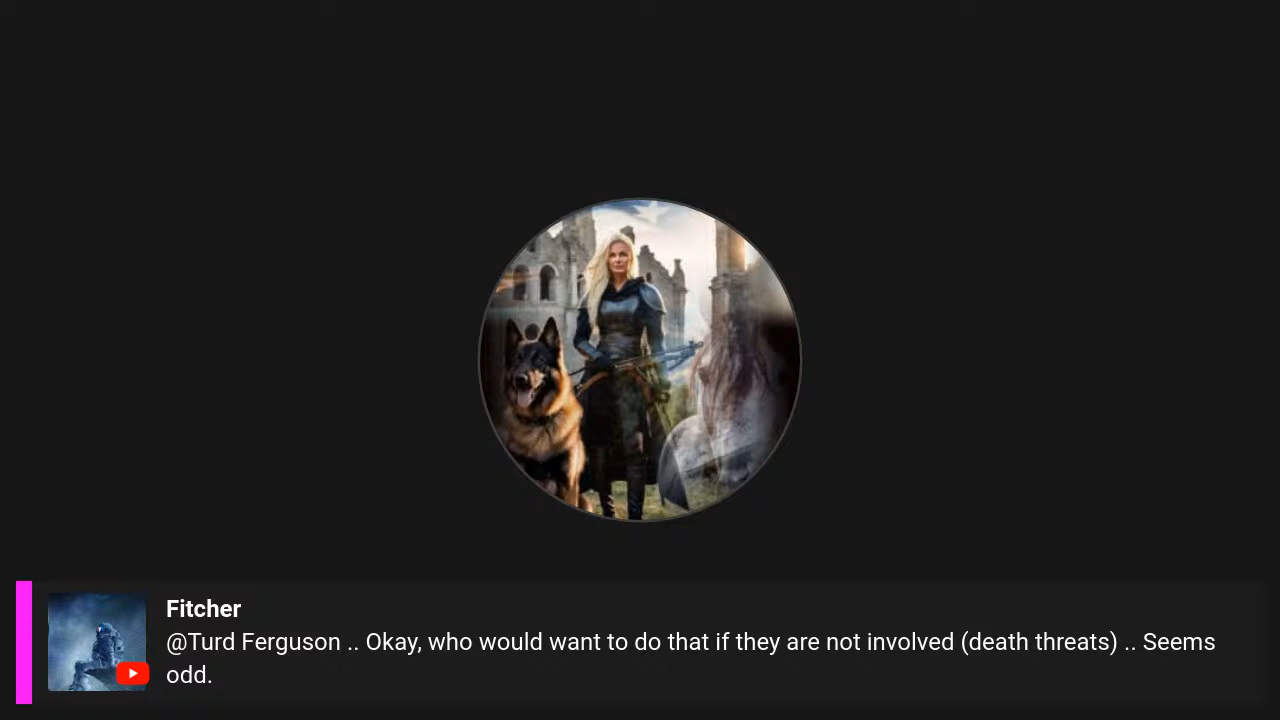 Fitcher
@Turd Ferguson .. Okay, who would want to do that if they are not involved (death threats) .. Seems
odd.